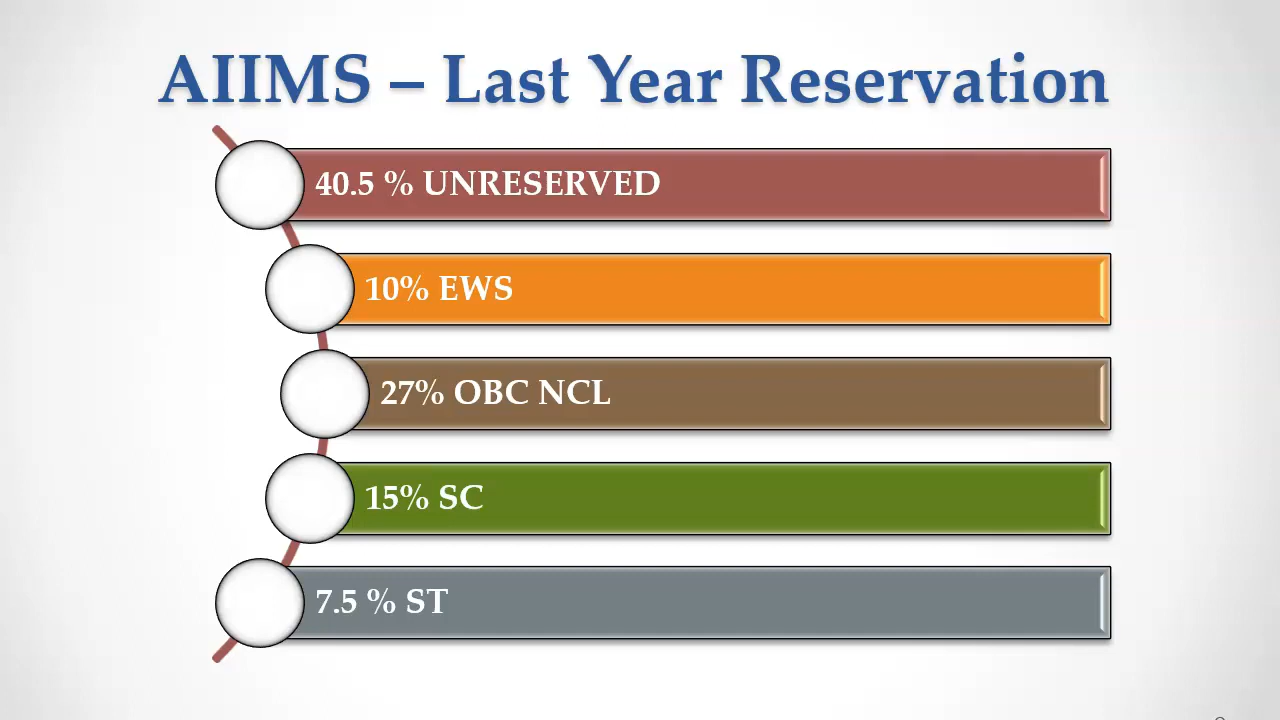 AIIMS – Last Year Reservation
40.5 % UNRESERVED
10% EWS
27% OBC NCL
15% SC
7.5 % ST